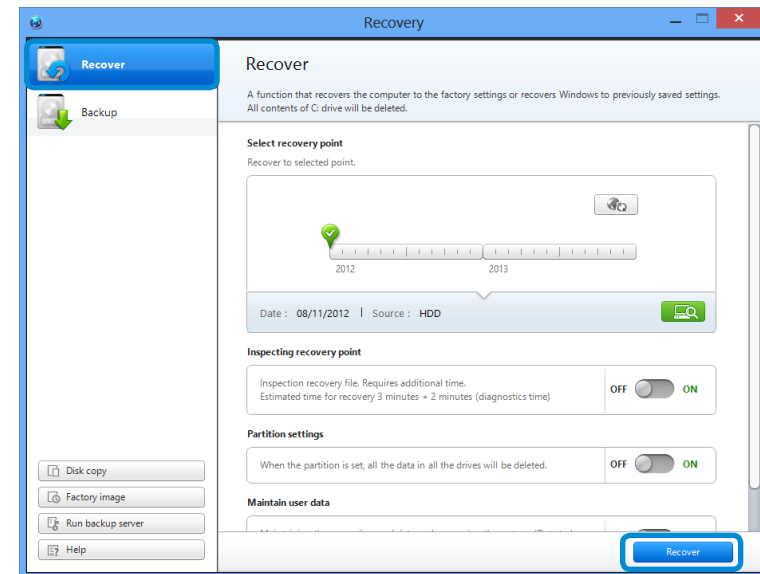 Recovery
Recover
Backup
Disk copy
Factory image
Run backup server
Help
Recover
A function that recovers the computer to the factory settings or recovers Windows to previously saved settings.
All contents of C: drive will be deleted.
Select recovery point
Recover to selected point.
2012 2013
Date : 08/11/2012 | Source : HDD
Inspecting recovery point
Inspection recovery file. Requires additional time.
Estimated time for recovery 3 minutes + 2 minutes (diagnostics time)
OFF ON
Partition settings
When the partition is set, all the data in all the drives will be deleted.
OFF ON
Maintain user data
Recover